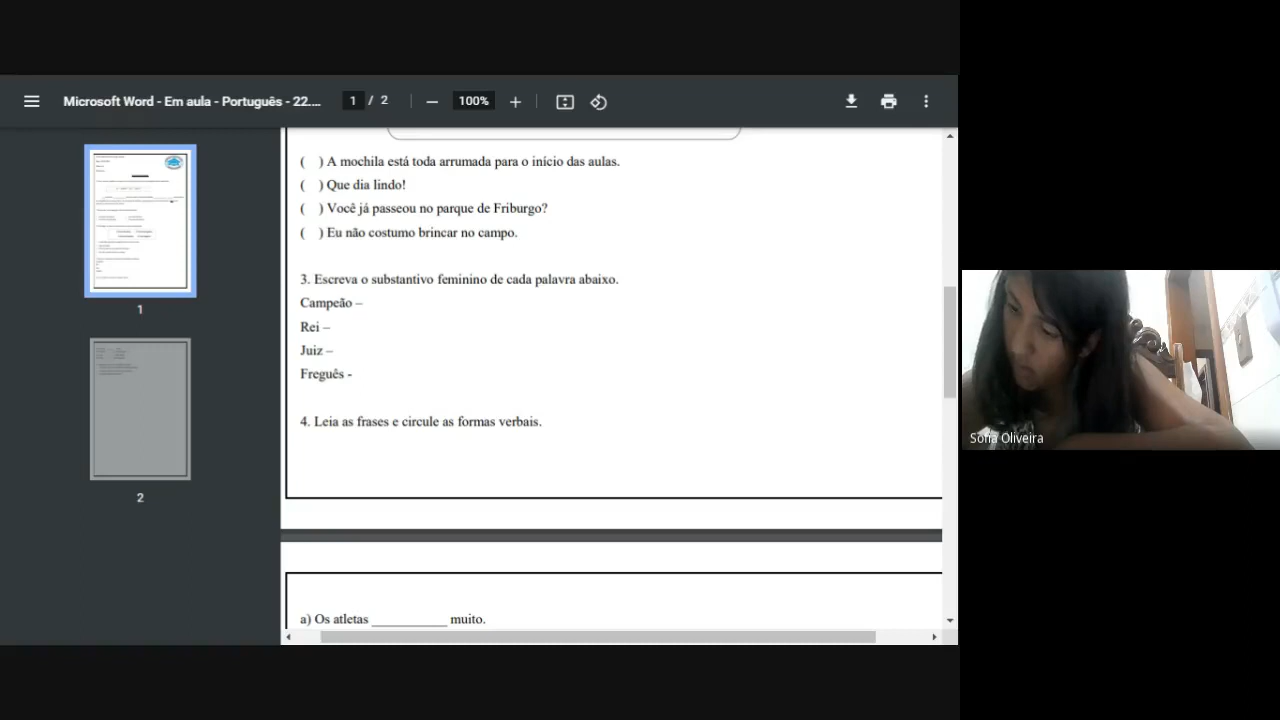 Microsoft Word - Em aula - Português - 22....
1 / 2
100%
( ) A mochila está toda arrumada para o início das aulas.
( ) Que dia lindo!
( ) Você já passeou no parque de Friburgo?
( ) Eu não costumo brincar no campo.
3. Escreva o substantivo feminino de cada palavra abaixo.
Campeão –
Rei –
Juiz –
Freguês -
4. Leia as frases e circule as formas verbais.
a) Os atletas ___________ muito.
1
2
Sofia Oliveira